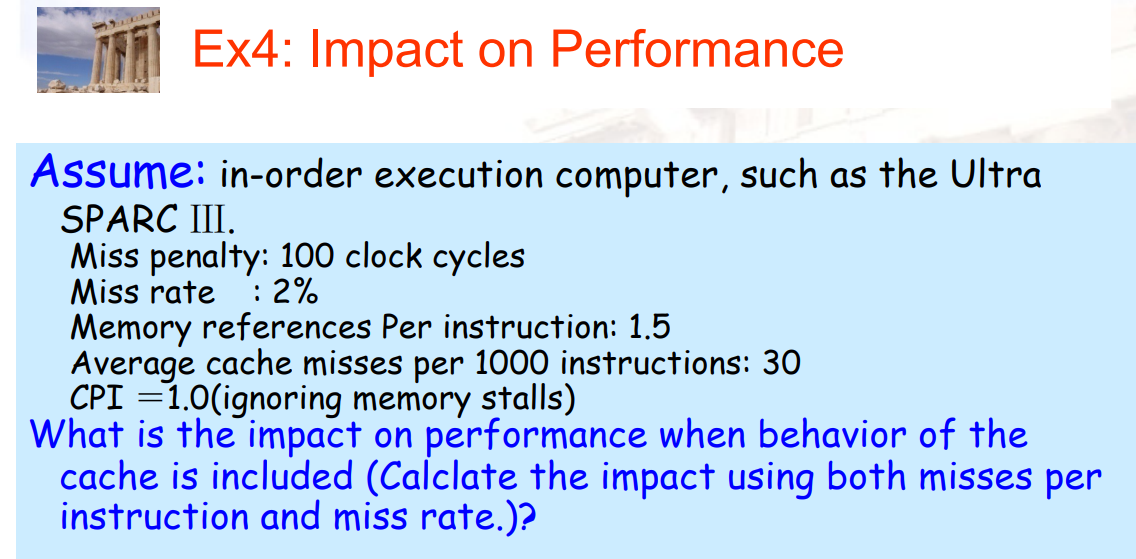 Ex4: Impact on Performance
Assume: in-order execution computer, such as the Ultra
SPARC III.
Miss penalty: 100 clock cycles
Miss rate : 2%
Memory references Per instruction: 1.5
Average cache misses per 1000 instructions: 30
CPI =1.0(ignoring memory stalls)
What is the impact on performance when behavior of the
cache is included (Calclate the impact using both misses per
instruction and miss rate.)?